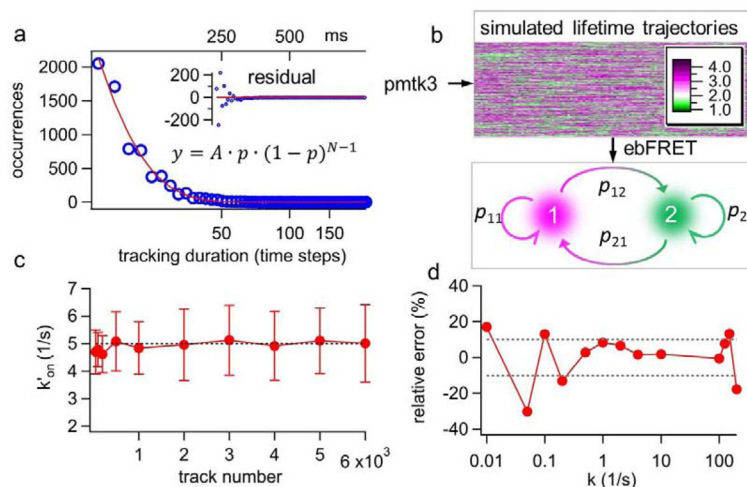 a
250 500 ms
2000
1500
1000
500
0
occurrences
200
0
-200
residual
y = A · p · (1 − p)^{N−1}
50 100 150
tracking duration (time steps)
b
simulated lifetime trajectories
pmtk3
4.0
3.0
2.0
1.0
ebFRET
p12
p11
1
2
p2
p21
c
7
6
5
4
3
2
k'on (1/s)
1 2 3 4 5 6 x10³
track number
d
40
20
0
-20
-40
relative error (%)
0.01 0.1 1 10 100
k (1/s)